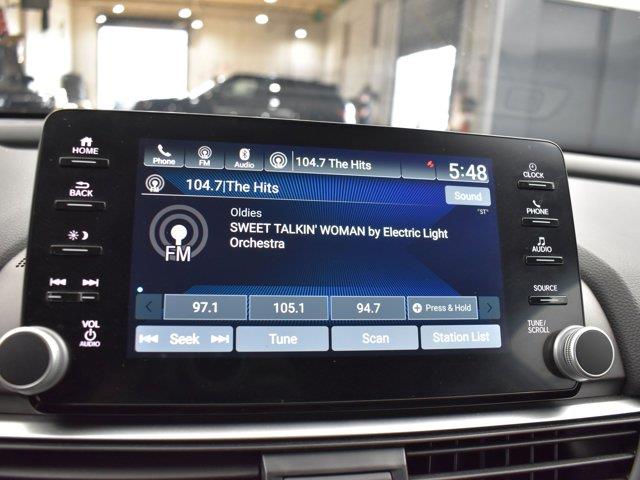 HOME
Phone
FM
Audio
104.7 The Hits
5:48
CLOCK
104.7|The Hits
Sound
BACK
"ST"
PHONE
Oldies
SWEET TALKIN' WOMAN by Electric Light
Orchestra
FM
AUDIO
SOURCE
97.1
105.1
94.7
Press & Hold
VOL
AUDIO
Seek
Tune
Scan
Station List
TUNE/
SCROLL